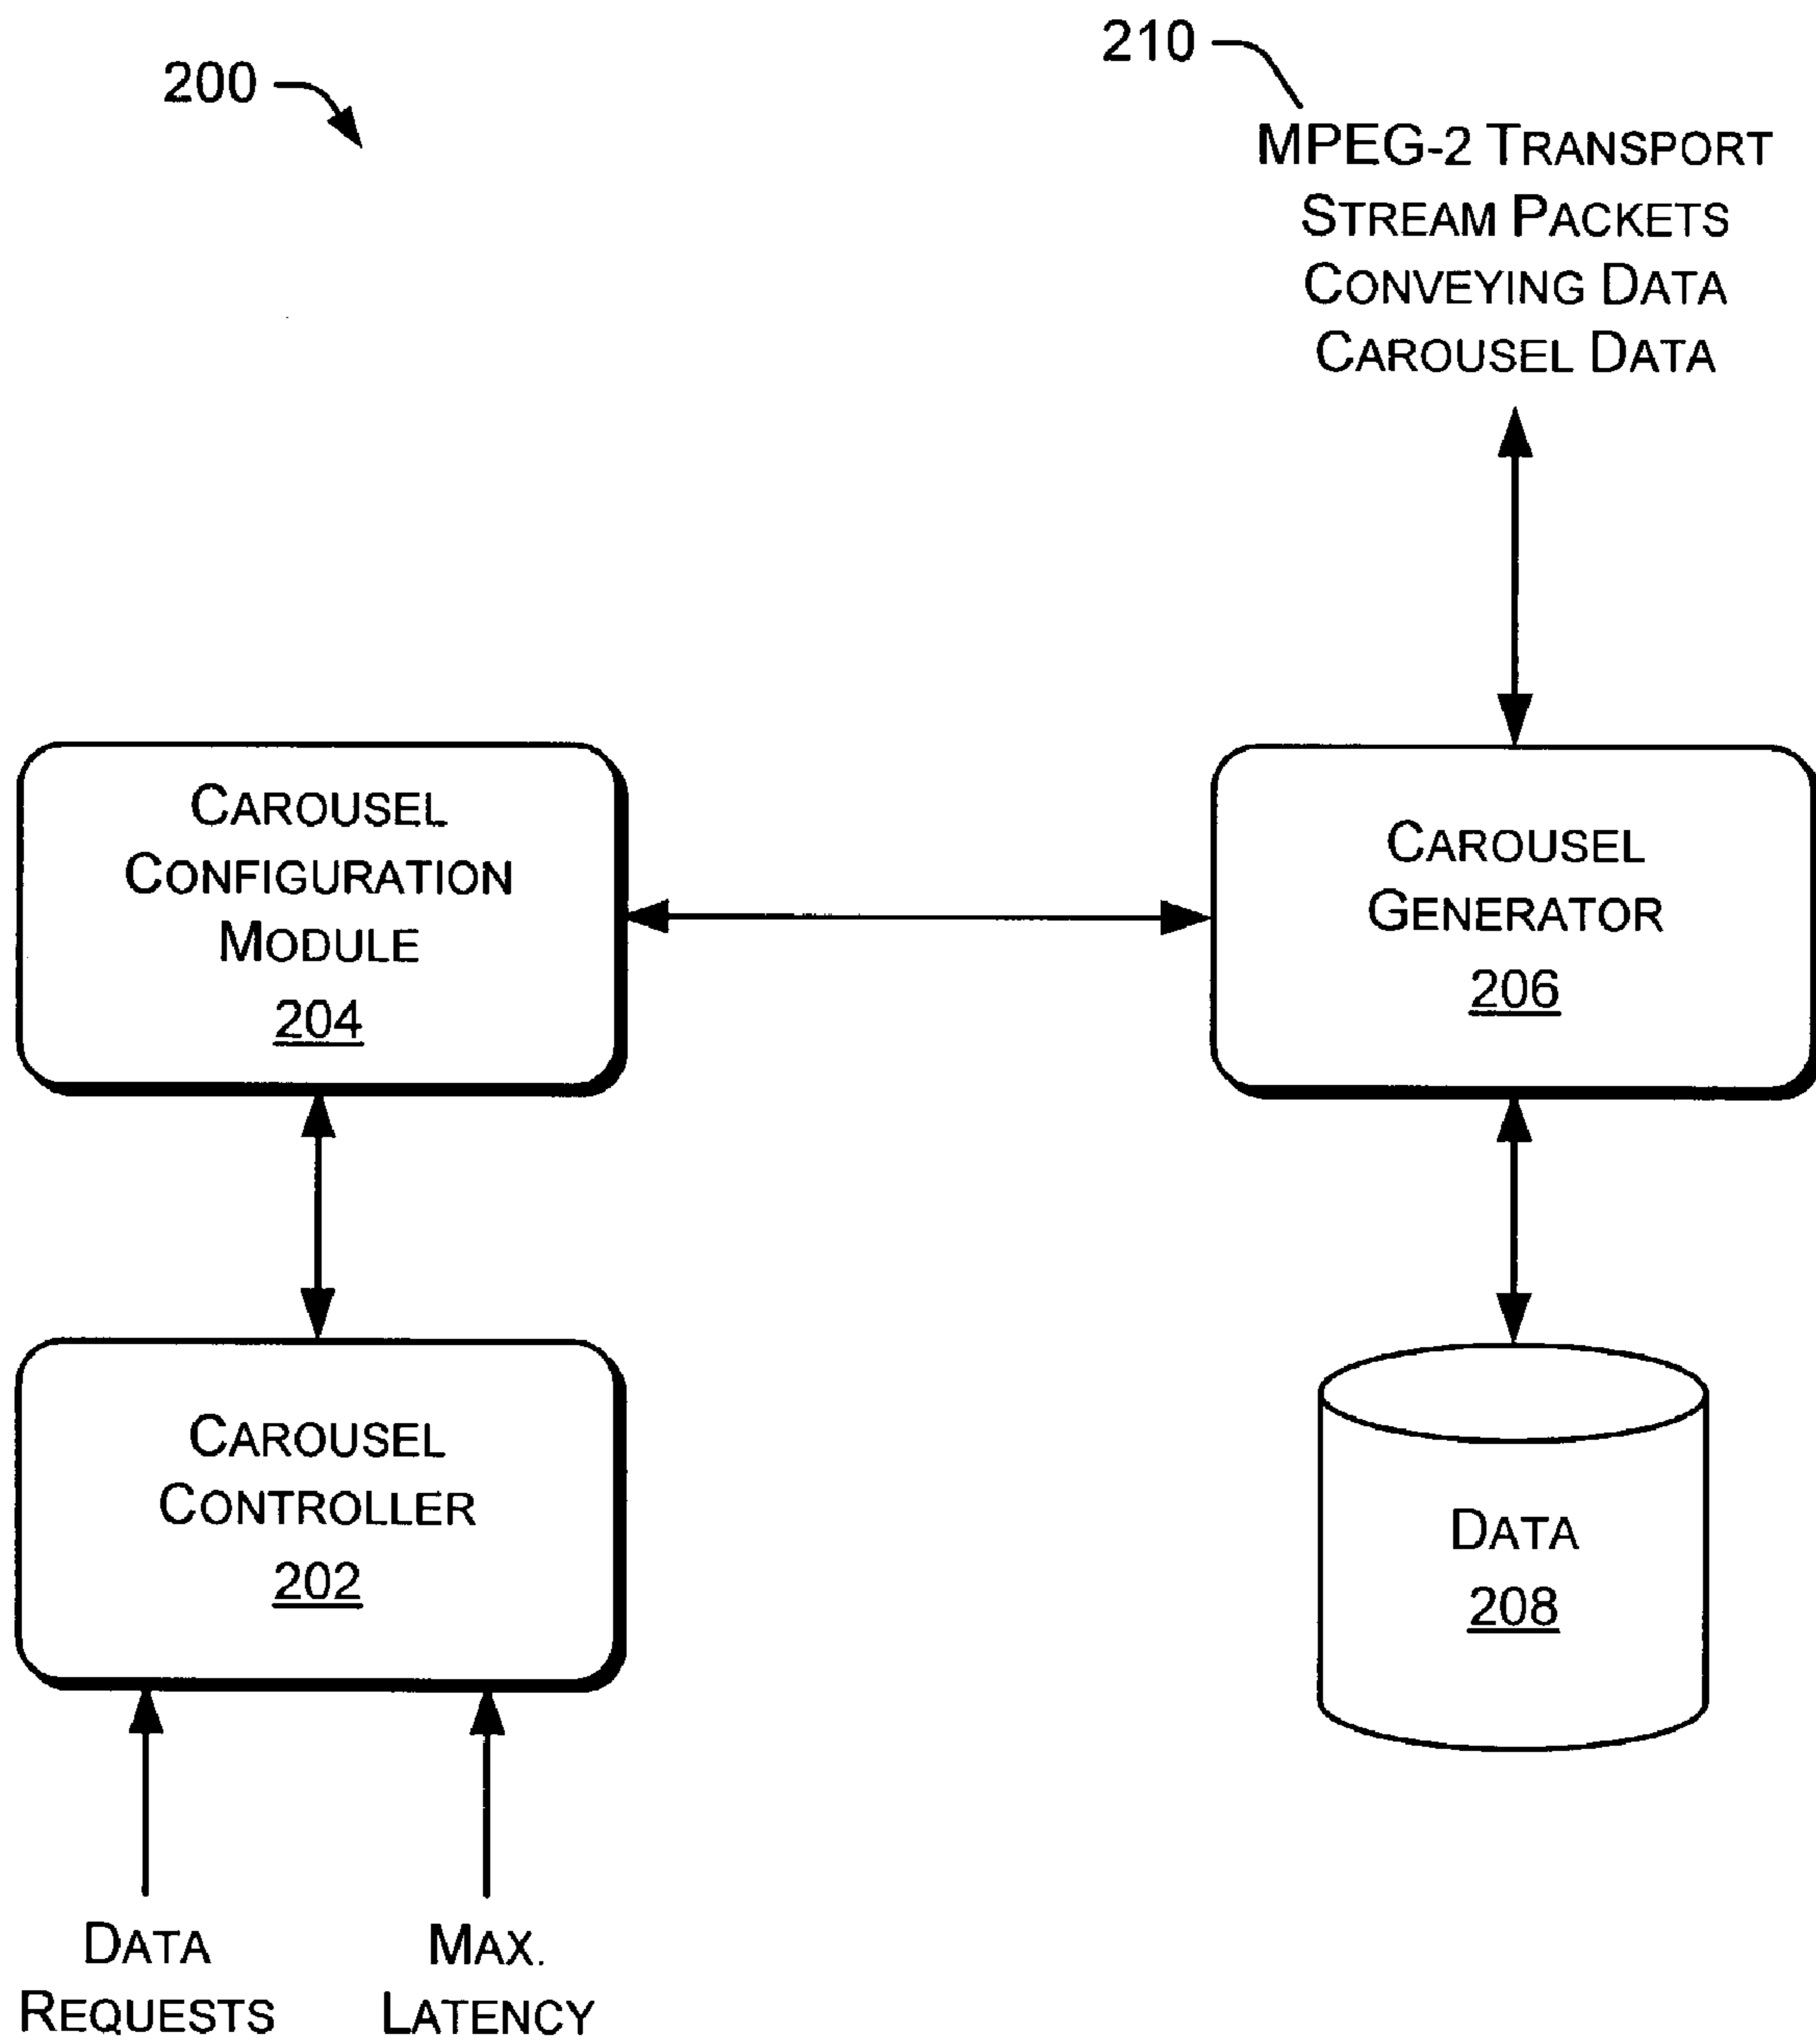 200
210
MPEG-2 TRANSPORT
STREAM PACKETS
CONVEYING DATA
CAROUSEL DATA
CAROUSEL
CONFIGURATION
MODULE
204
CAROUSEL
GENERATOR
206
CAROUSEL
CONTROLLER
202
DATA
208
DATA
REQUESTS
MAX.
LATENCY